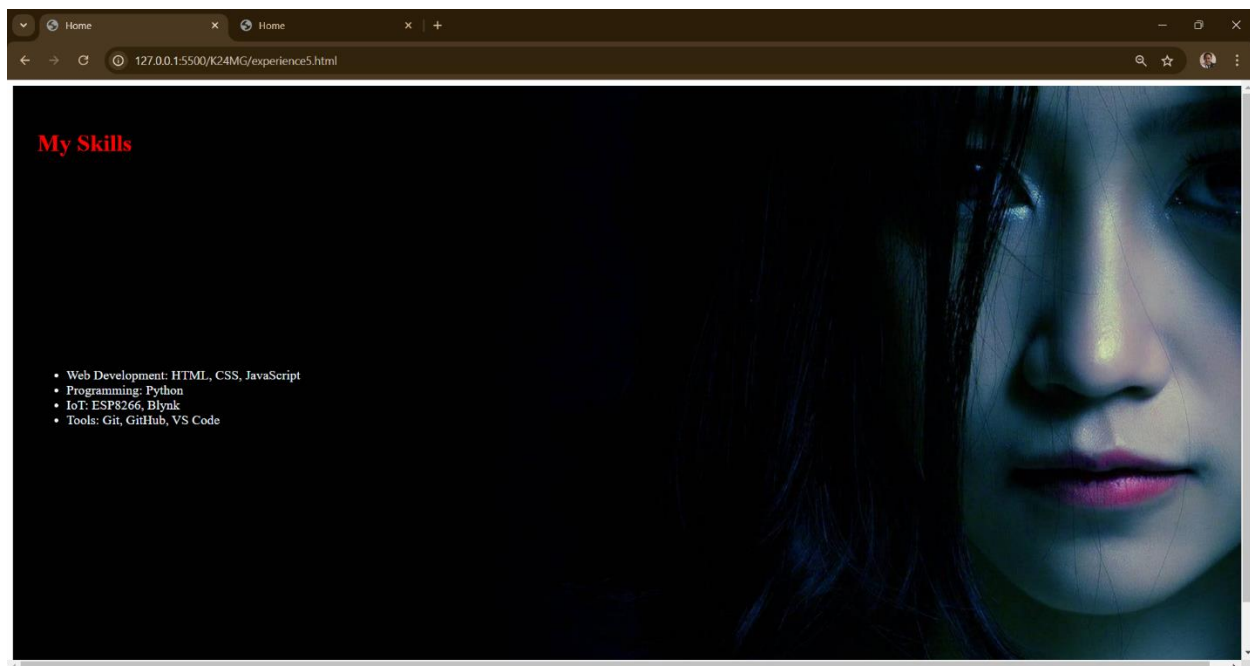 Home
Home
127.0.0.1:5500/K24MG/experience5.html
My Skills
Web Development: HTML, CSS, JavaScript
Programming: Python
IoT: ESP8266, Blynk
Tools: Git, GitHub, VS Code